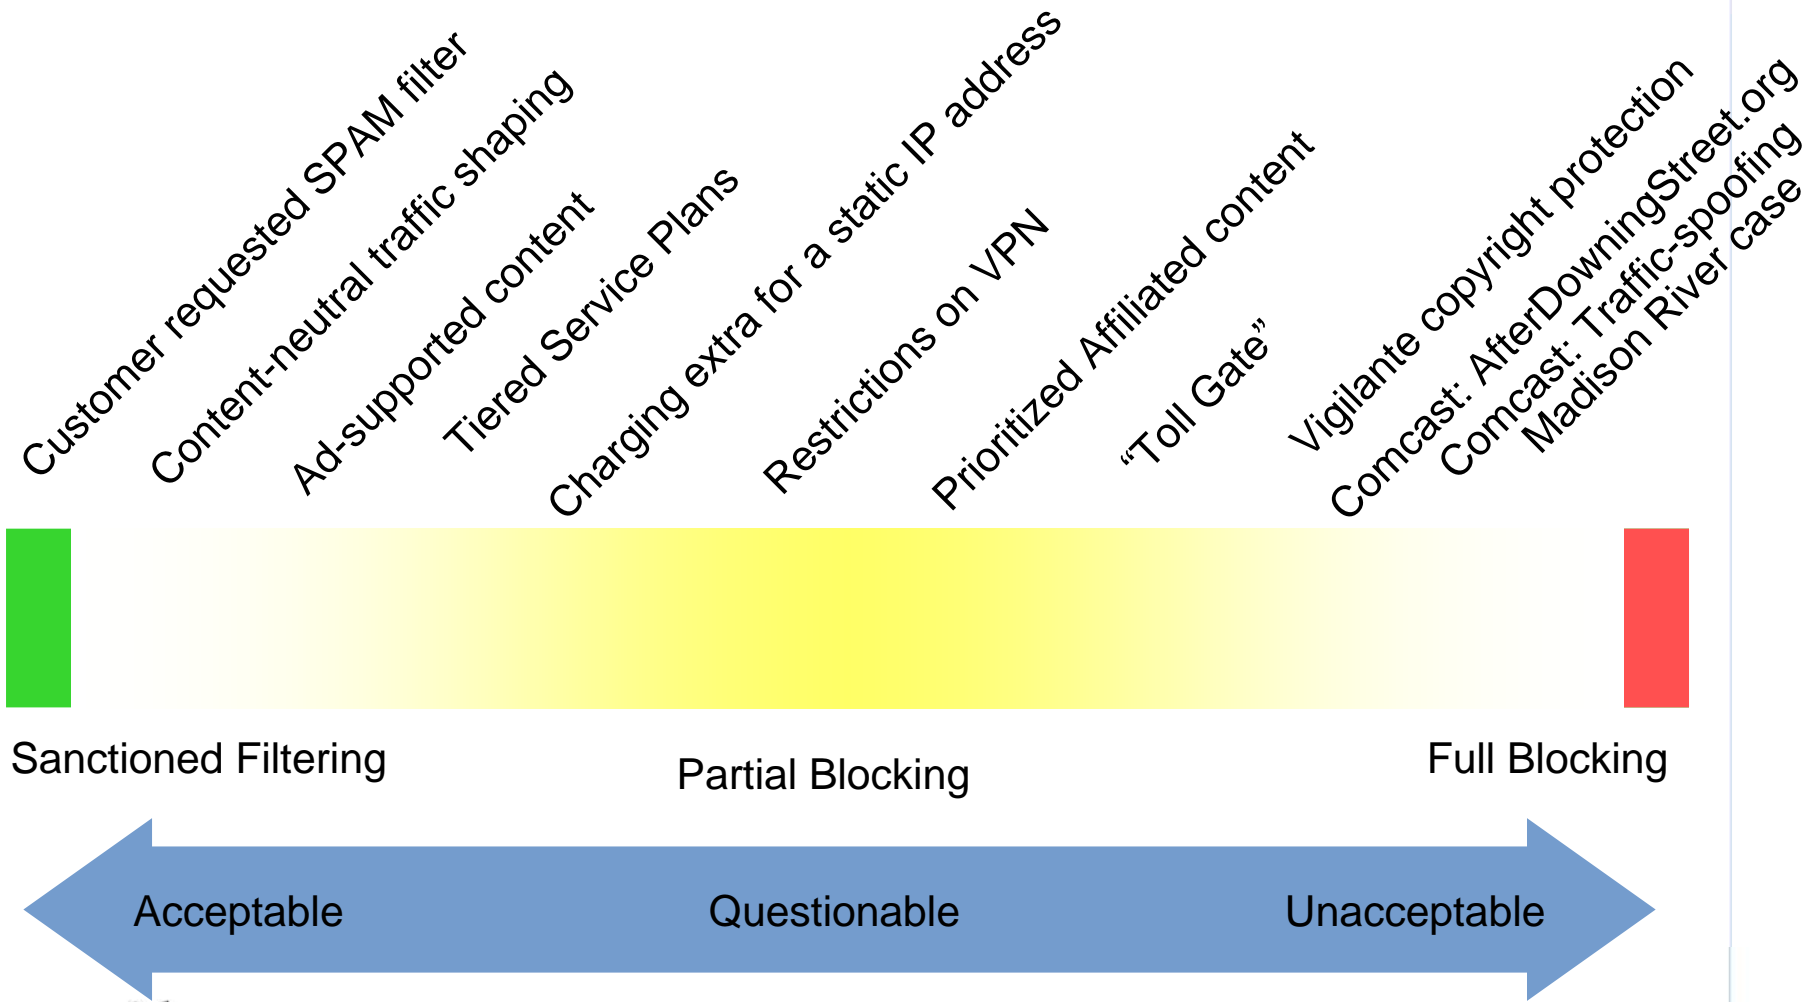 Customer requested SPAM filter
Content-neutral traffic shaping
Ad-supported content
Tiered Service Plans
Charging extra for a static IP address
Restrictions on VPN
Prioritized Affiliated content
“Toll Gate”
Vigilante copyright protection
Comcast: AfterDowningStreet.org
Comcast: Traffic-spoofing
Madison River case
Sanctioned Filtering
Partial Blocking
Full Blocking
Acceptable
Questionable
Unacceptable